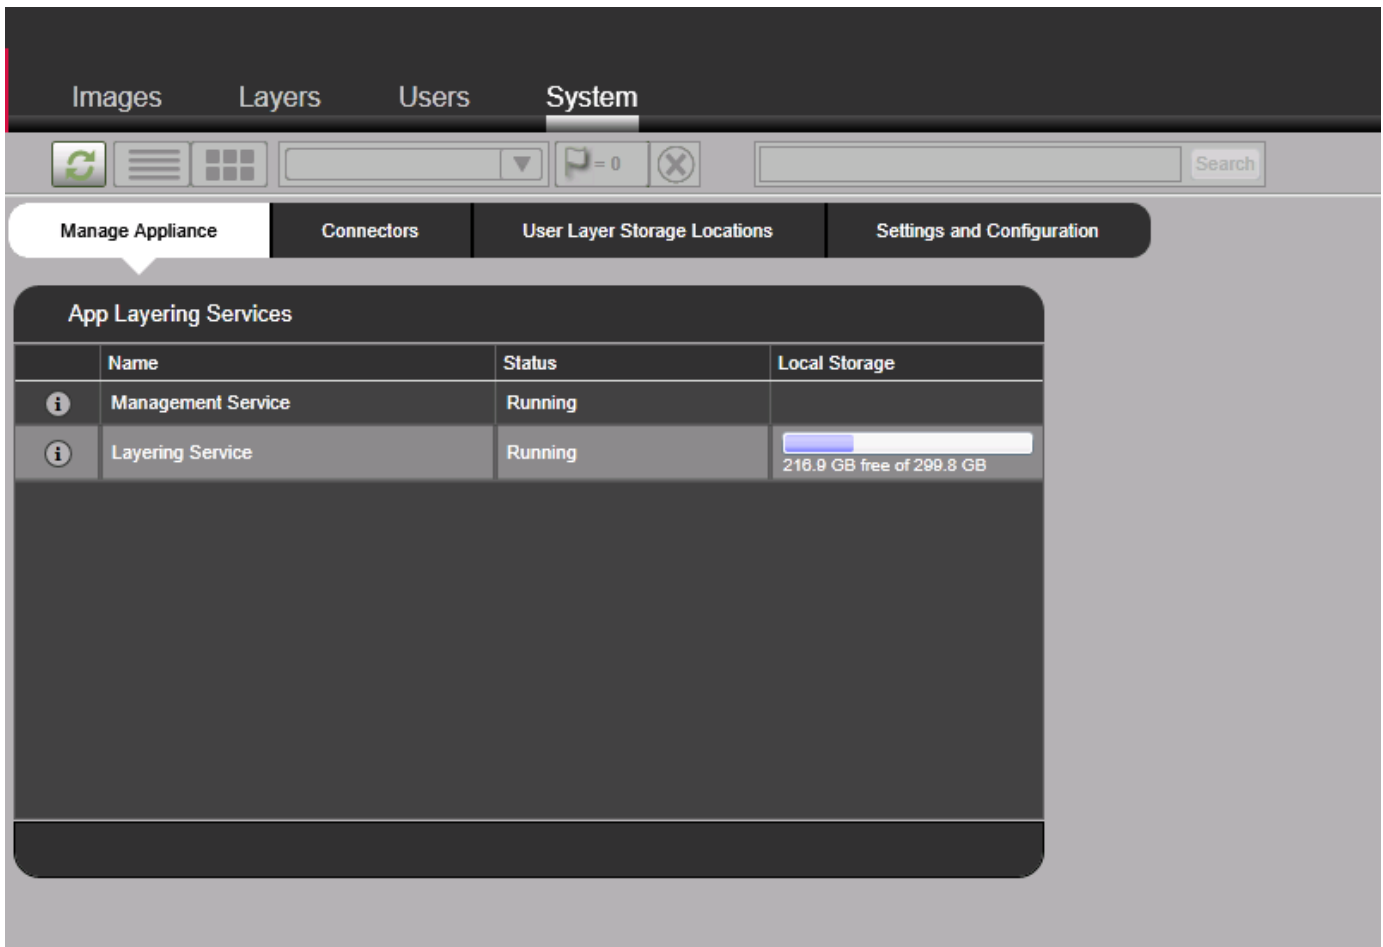 Images Layers Users System
= 0 Search
Manage Appliance Connectors User Layer Storage Locations Settings and Configuration
App Layering Services
Name Status Local Storage
i Management Service Running
i Layering Service Running
216.9 GB free of 299.8 GB